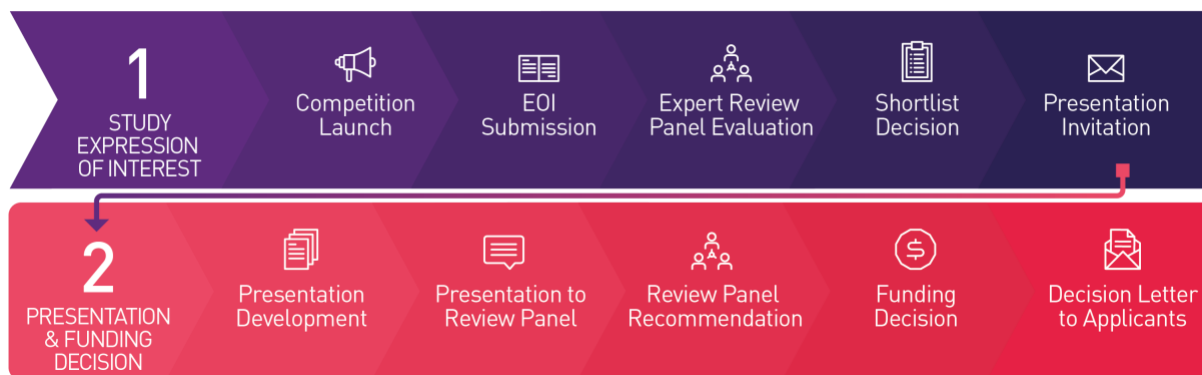 1
STUDY
EXPRESSION
OF INTEREST
Competition
Launch
EOI
Submission
Expert Review
Panel Evaluation
Shortlist
Decision
Presentation
Invitation
2
PRESENTATION
& FUNDING
DECISION
Presentation
Development
Presentation to
Review Panel
Review Panel
Recommendation
$
Funding
Decision
Decision Letter
to Applicants